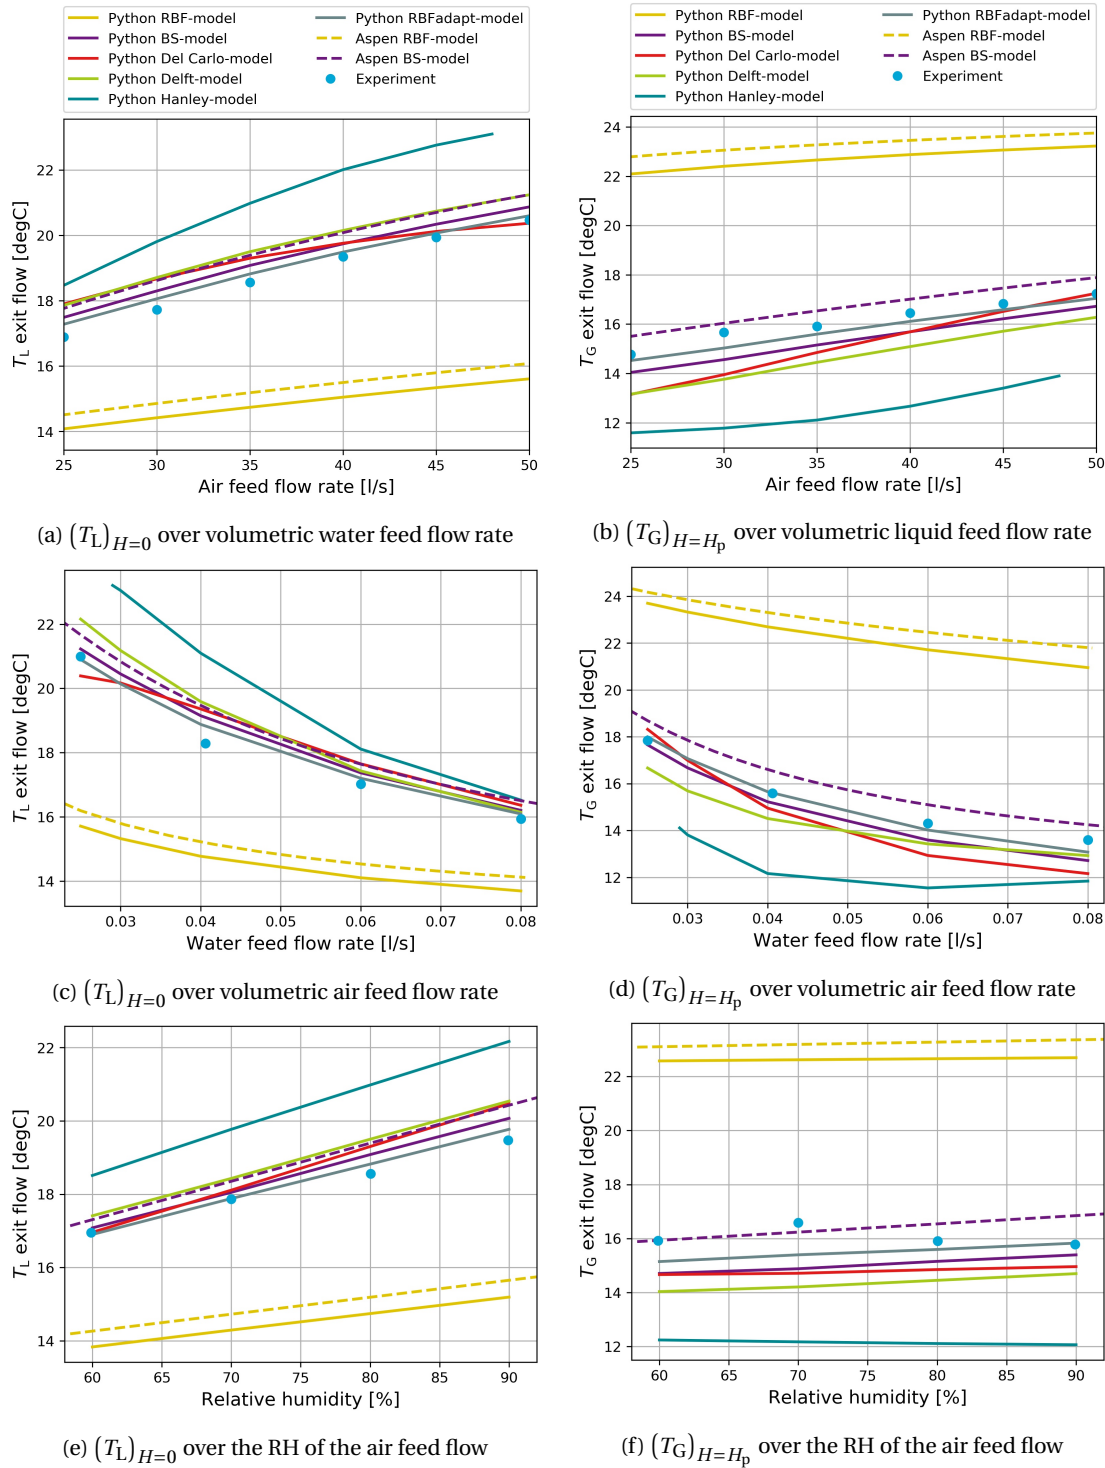 Python RBF-model
Python BS-model
Python Del Carlo-model
Python Delft-model
Python Hanley-model
Python RBFadapt-model
Aspen RBF-model
Aspen BS-model
Experiment
22
20
18
16
14
T_L exit flow [degC]
25 30 35 40 45 50
Air feed flow rate [l/s]
(a) (T_L)_{H=0} over volumetric water feed flow rate
Python RBF-model
Python BS-model
Python Del Carlo-model
Python Delft-model
Python Hanley-model
Python RBFadapt-model
Aspen RBF-model
Aspen BS-model
Experiment
24
22
20
18
16
14
12
T_G exit flow [degC]
25 30 35 40 45 50
Air feed flow rate [l/s]
(b) (T_G)_{H=H_p} over volumetric liquid feed flow rate
22
20
18
16
14
T_L exit flow [degC]
0.03 0.04 0.05 0.06 0.07 0.08
Water feed flow rate [l/s]
(c) (T_L)_{H=0} over volumetric air feed flow rate
24
22
20
18
16
14
12
T_G exit flow [degC]
0.03 0.04 0.05 0.06 0.07 0.08
Water feed flow rate [l/s]
(d) (T_G)_{H=H_p} over volumetric air feed flow rate
22
20
18
16
14
T_L exit flow [degC]
60 65 70 75 80 85 90
Relative humidity [%]
(e) (T_L)_{H=0} over the RH of the air feed flow
22
20
18
16
14
12
T_G exit flow [degC]
60 65 70 75 80 85 90
Relative humidity [%]
(f) (T_G)_{H=H_p} over the RH of the air feed flow